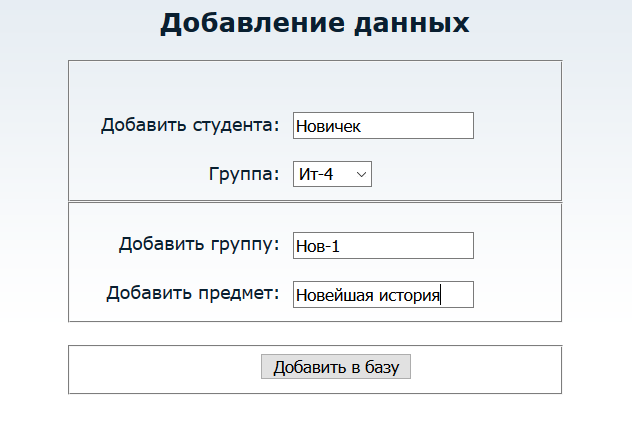 Добавление данных
Добавить студента: Новичек
Группа: Ит-4
Добавить группу: Нов-1
Добавить предмет: Новейшая история
Добавить в базу